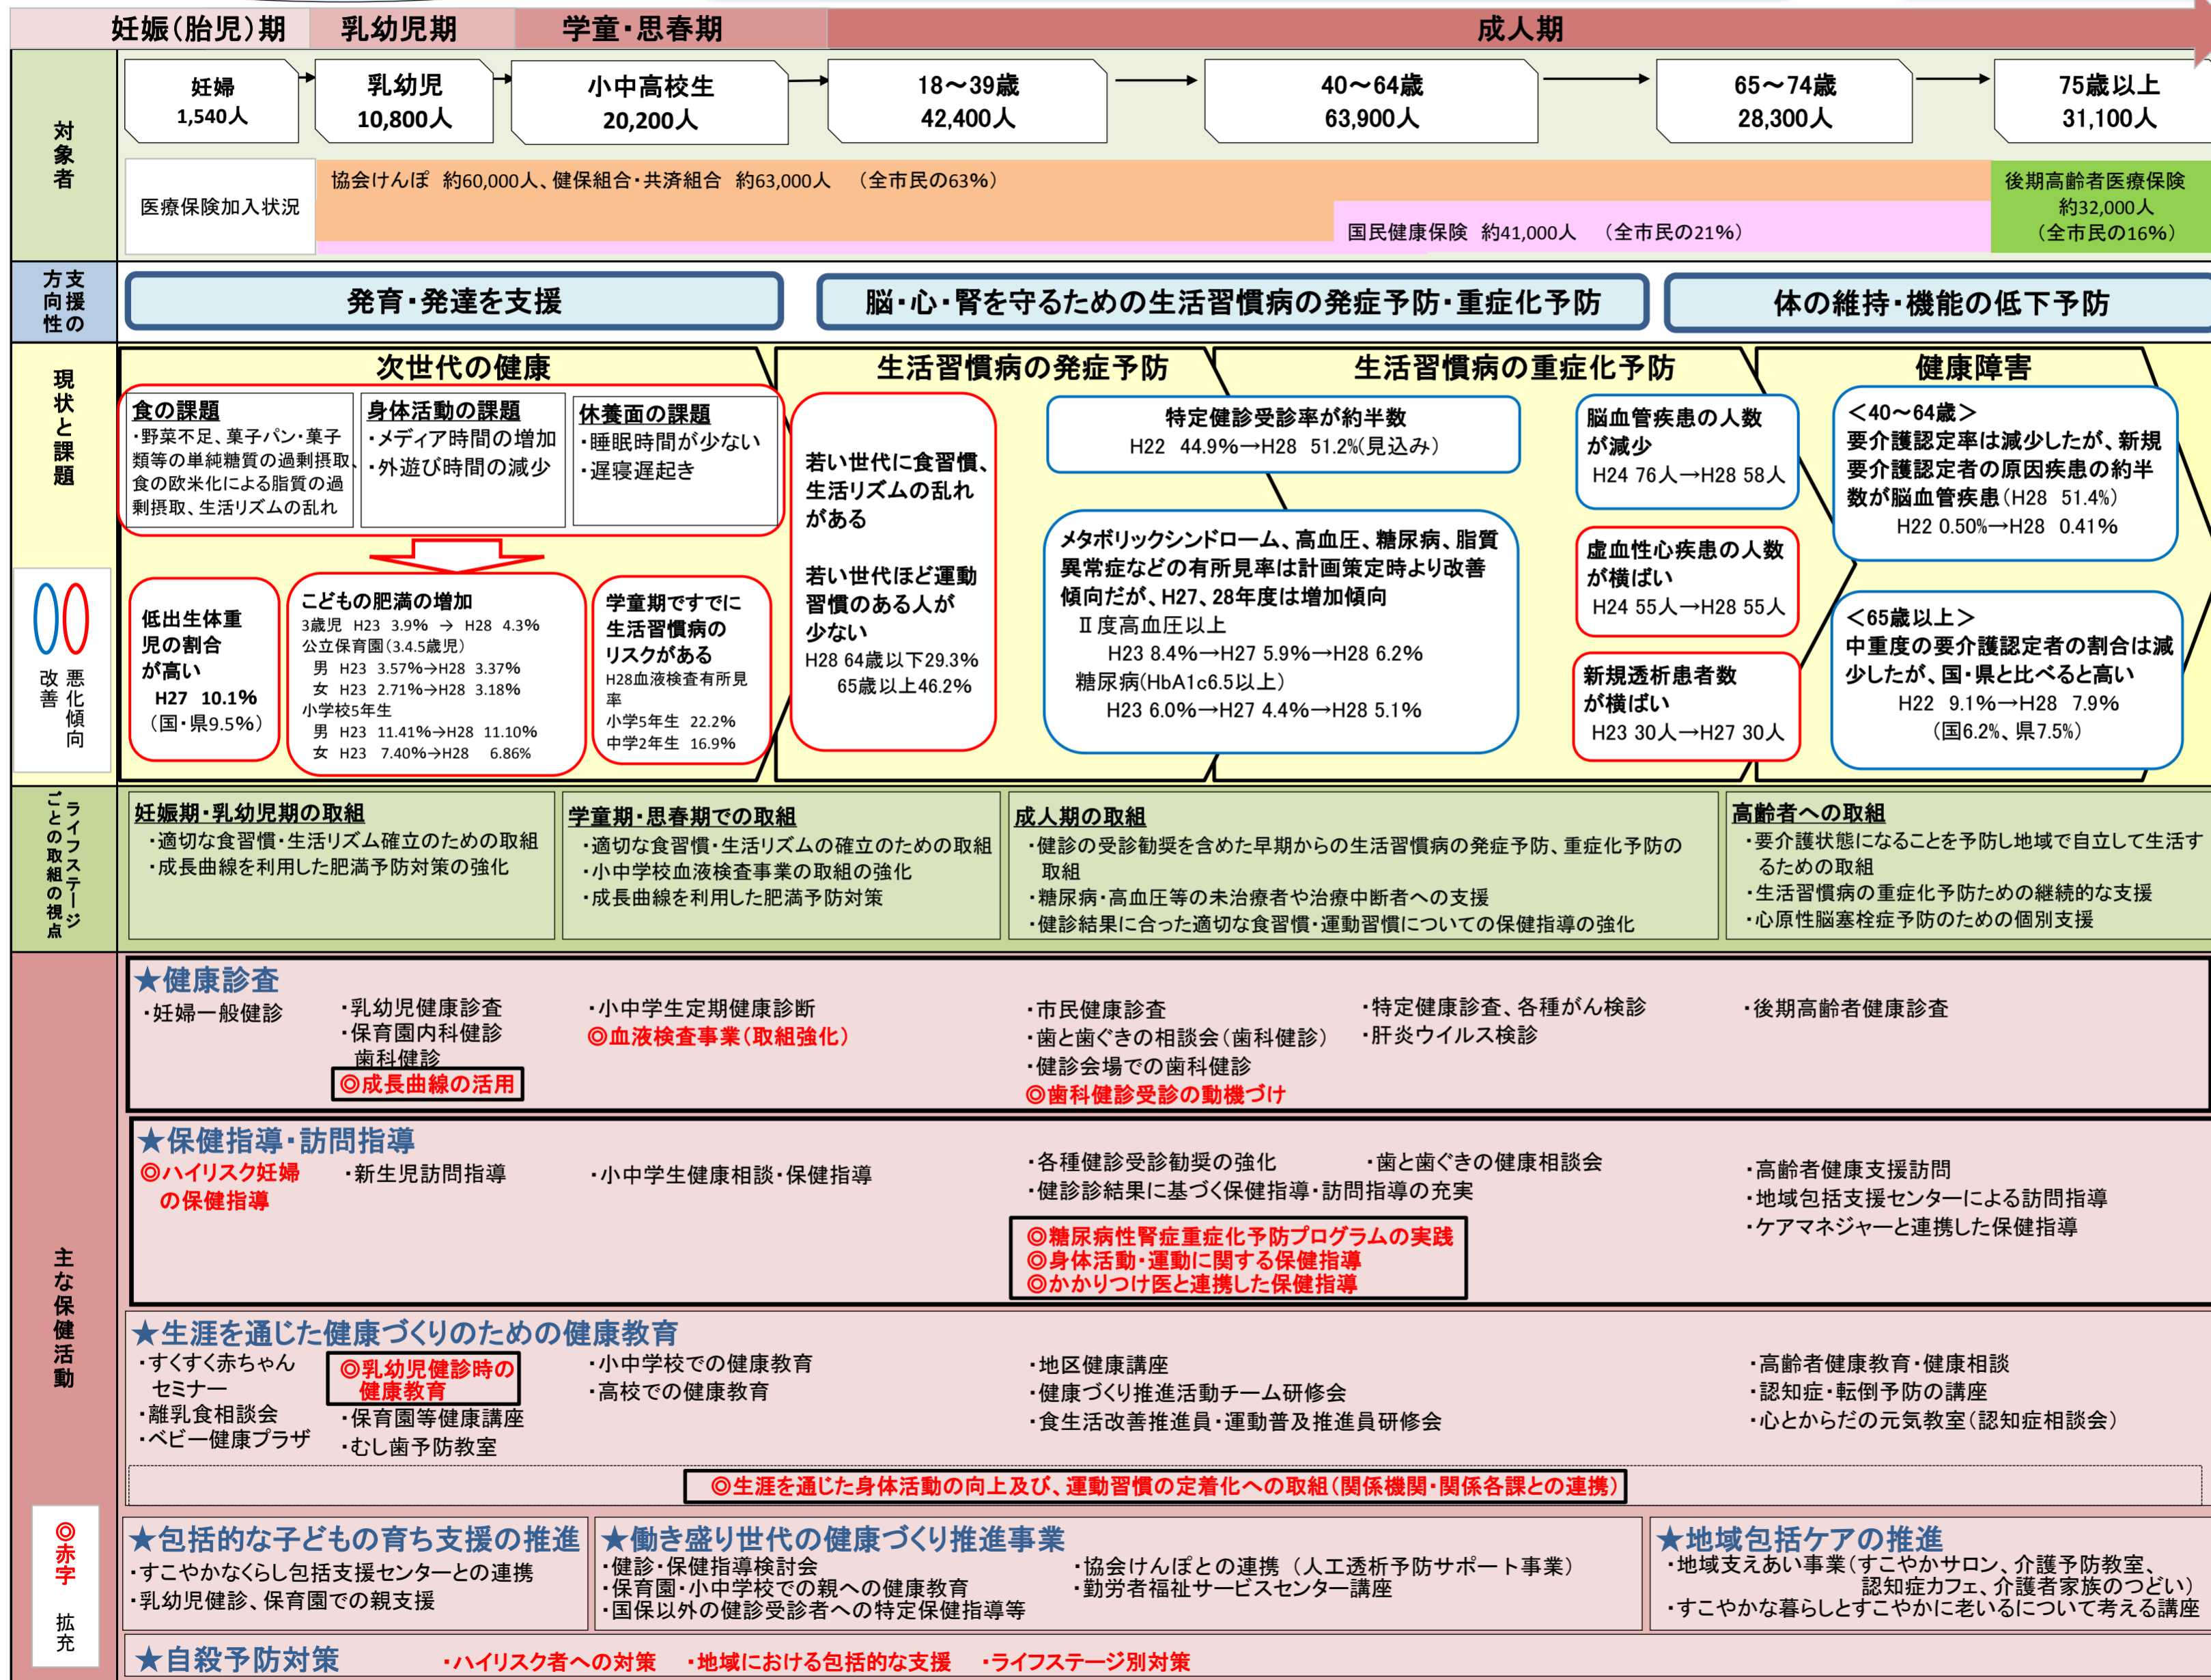 妊娠（胎児）期
乳幼児期
学童・思春期
成人期
対象者
妊婦
1,540人
乳幼児
10,800人
小中高校生
20,200人
18～39歳
42,400人
40～64歳
63,900人
65～74歳
28,300人
75歳以上
31,100人
医療保険加入状況
協会けんぽ 約60,000人、健保組合・共済組合 約63,000人 （全市民の63%）
国民健康保険 約41,000人 （全市民の21%）
後期高齢者医療保険
約32,000人
（全市民の16%）
支援の
方向性
発育・発達を支援
脳・心・腎を守るための生活習慣病の発症予防・重症化予防
体の維持・機能の低下予防
現状と課題
改善
悪化傾向
次世代の健康
食の課題
・野菜不足、菓子パン・菓子
類等の単純糖質の過剰摂取、
食の欧米化による脂質の過
剰摂取、生活リズムの乱れ
身体活動の課題
・メディア時間の増加
・外遊び時間の減少
休養面の課題
・睡眠時間が少ない
・遅寝遅起き
低出生体重
児の割合
が高い
H27 10.1%
（国・県9.5%）
こどもの肥満の増加
3歳児 H23 3.9% → H28 4.3%
公立保育園（3.4.5歳児）
男 H23 3.57%→H28 3.37%
女 H23 2.71%→H28 3.18%
小学校5年生
男 H23 11.41%→H28 11.10%
女 H23 7.40%→H28 6.86%
学童期ですでに
生活習慣病の
リスクがある
H28血液検査有所見
率
小学5年生 22.2%
中学2年生 16.9%
生活習慣病の発症予防
若い世代に食習慣、
生活リズムの乱れ
がある
若い世代ほど運動
習慣のある人が
少ない
H28 64歳以下29.3%
65歳以上46.2%
生活習慣病の重症化予防
特定健診受診率が約半数
H22 44.9%→H28 51.2%(見込み)
メタボリックシンドローム、高血圧、糖尿病、脂質
異常症などの有所見率は計画策定時より改善
傾向だが、H27、28年度は増加傾向
Ⅱ度高血圧以上
H23 8.4%→H27 5.9%→H28 6.2%
糖尿病(HbA1c6.5以上)
H23 6.0%→H27 4.4%→H28 5.1%
脳血管疾患の人数
が減少
H24 76人→H28 58人
虚血性心疾患の人数
が横ばい
H24 55人→H28 55人
新規透析患者数
が横ばい
H23 30人→H27 30人
健康障害
＜40～64歳＞
要介護認定率は減少したが、新規
要介護認定者の原因疾患の約半
数が脳血管疾患(H28 51.4%)
H22 0.50%→H28 0.41%
＜65歳以上＞
中重度の要介護認定者の割合は減
少したが、国・県と比べると高い
H22 9.1%→H28 7.9%
（国6.2%、県7.5%）
ライフステージ
ごとの取組の視点
妊娠期・乳幼児期の取組
・適切な食習慣・生活リズム確立のための取組
・成長曲線を利用した肥満予防対策の強化
学童期・思春期での取組
・適切な食習慣・生活リズムの確立のための取組
・小中学校血液検査事業の取組の強化
・成長曲線を利用した肥満予防対策
成人期の取組
・健診の受診勧奨を含めた早期からの生活習慣病の発症予防、重症化予防の
取組
・糖尿病・高血圧等の未治療者や治療中断者への支援
・健診結果に合った適切な食習慣・運動習慣についての保健指導の強化
高齢者への取組
・要介護状態になることを予防し地域で自立して生活す
るための取組
・生活習慣病の重症化予防ための継続的な支援
・心原性脳塞栓症予防のための個別支援
主な保健活動
◎赤字 拡充
★健康診査
・妊婦一般健診
・乳幼児健康診査
・保育園内科健診
歯科健診
◎成長曲線の活用
・小中学生定期健康診断
◎血液検査事業（取組強化）
・市民健康診査
・歯と歯ぐきの相談会（歯科健診）
・健診会場での歯科健診
◎歯科健診受診の動機づけ
・特定健康診査、各種がん検診
・肝炎ウイルス検診
・後期高齢者健康診査
★保健指導・訪問指導
◎ハイリスク妊婦
の保健指導
・新生児訪問指導
・小中学生健康相談・保健指導
・各種健診受診勧奨の強化
・歯と歯ぐきの健康相談会
・健診診結果に基づく保健指導・訪問指導の充実
◎糖尿病性腎症重症化予防プログラムの実践
◎身体活動・運動に関する保健指導
◎かかりつけ医と連携した保健指導
・高齢者健康支援訪問
・地域包括支援センターによる訪問指導
・ケアマネジャーと連携した保健指導
★生涯を通じた健康づくりのための健康教育
・すくすく赤ちゃん
セミナー
・離乳食相談会
・ベビー健康プラザ
◎乳幼児健診時の
健康教育
・保育園等健康講座
・むし歯予防教室
・小中学校での健康教育
・高校での健康教育
・地区健康講座
・健康づくり推進活動チーム研修会
・食生活改善推進員・運動普及推進員研修会
・高齢者健康教育・健康相談
・認知症・転倒予防の講座
・心とからだの元気教室（認知症相談会）
◎生涯を通じた身体活動の向上及び、運動習慣の定着化への取組（関係機関・関係各課との連携）
★包括的な子どもの育ち支援の推進
・すこやかなくらし包括支援センターとの連携
・乳幼児健診、保育園での親支援
★働き盛り世代の健康づくり推進事業
・健診・保健指導検討会
・保育園・小中学校での親への健康教育
・国保以外の健診受診者への特定保健指導等
・協会けんぽとの連携（人工透析予防サポート事業）
・勤労者福祉サービスセンター講座
★地域包括ケアの推進
・地域支えあい事業（すこやかサロン、介護予防教室、
認知症カフェ、介護者家族のつどい）
・すこやかな暮らしとすこやかに老いるについて考える講座
★自殺予防対策
・ハイリスク者への対策 ・地域における包括的な支援 ・ライフステージ別対策